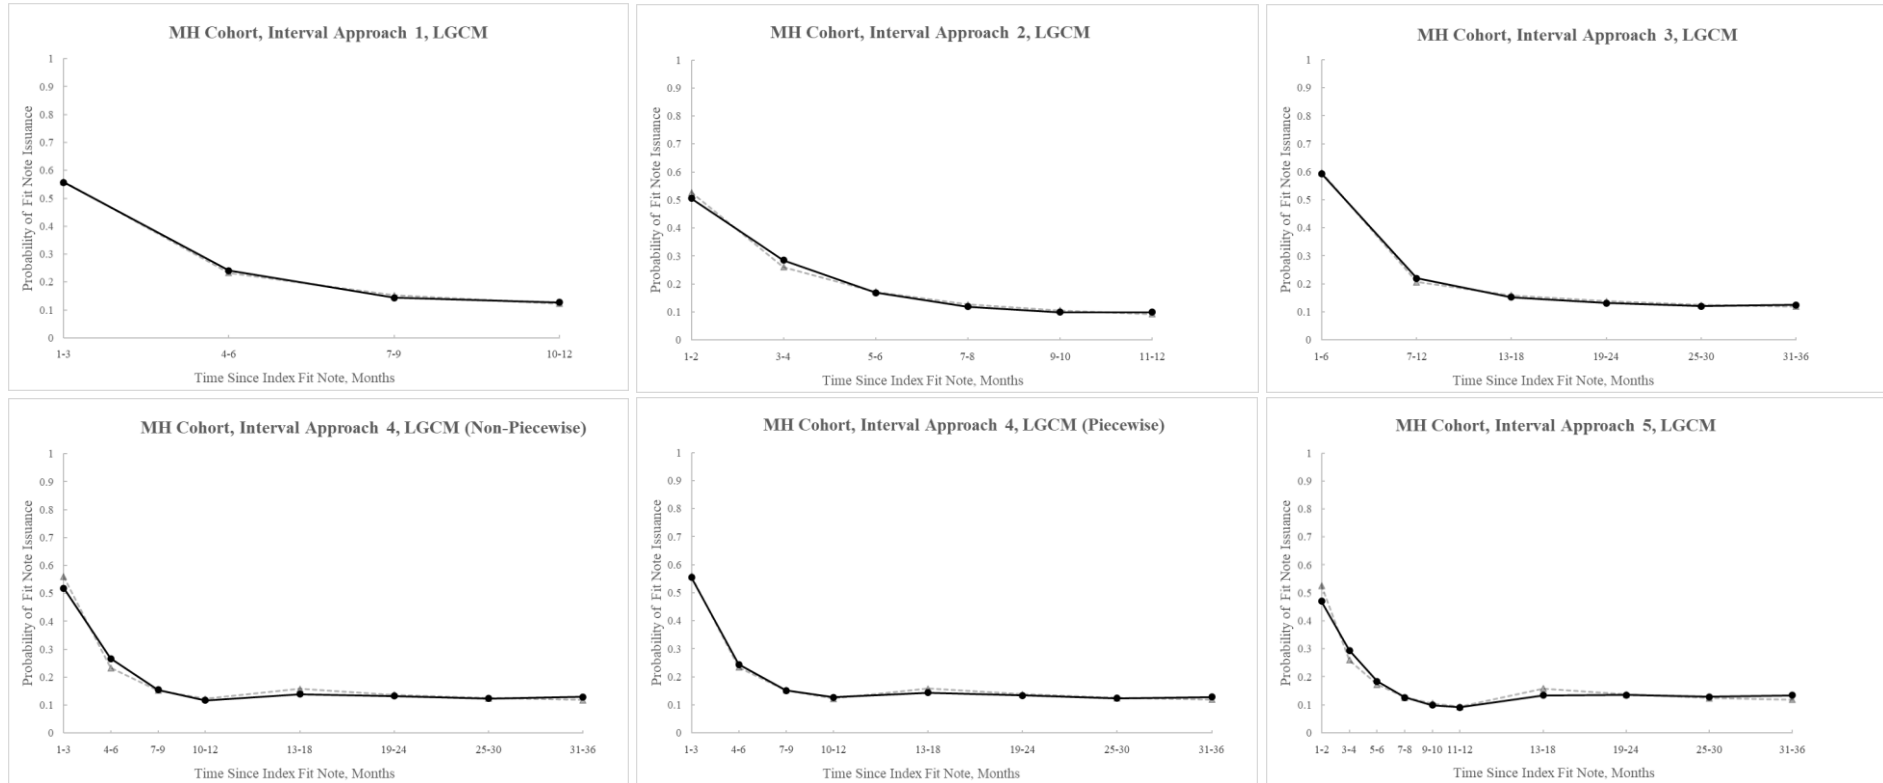 MH Cohort, Interval Approach 1, LGCM
Probability of Fit Note Issuance
1
0.9
0.8
0.7
0.6
0.5
0.4
0.3
0.2
0.1
0
1-3 4-6 7-9 10-12
Time Since Index Fit Note, Months
MH Cohort, Interval Approach 2, LGCM
Probability of Fit Note Issuance
1
0.9
0.8
0.7
0.6
0.5
0.4
0.3
0.2
0.1
0
1-2 3-4 5-6 7-8 9-10 11-12
Time Since Index Fit Note, Months
MH Cohort, Interval Approach 3, LGCM
Probability of Fit Note Issuance
1
0.9
0.8
0.7
0.6
0.5
0.4
0.3
0.2
0.1
0
1-6 7-12 13-18 19-24 25-30 31-36
Time Since Index Fit Note, Months
MH Cohort, Interval Approach 4, LGCM (Non-Piecewise)
Probability of Fit Note Issuance
1
0.9
0.8
0.7
0.6
0.5
0.4
0.3
0.2
0.1
0
1-3 4-6 7-9 10-12 13-18 19-24 25-30 31-36
Time Since Index Fit Note, Months
MH Cohort, Interval Approach 4, LGCM (Piecewise)
Probability of Fit Note Issuance
1
0.9
0.8
0.7
0.6
0.5
0.4
0.3
0.2
0.1
0
1-3 4-6 7-9 10-12 13-18 19-24 25-30 31-36
Time Since Index Fit Note, Months
MH Cohort, Interval Approach 5, LGCM
Probability of Fit Note Issuance
1
0.9
0.8
0.7
0.6
0.5
0.4
0.3
0.2
0.1
0
1-2 3-4 5-6 7-8 9-10 11-12 13-18 19-24 25-30 31-36
Time Since Index Fit Note, Months